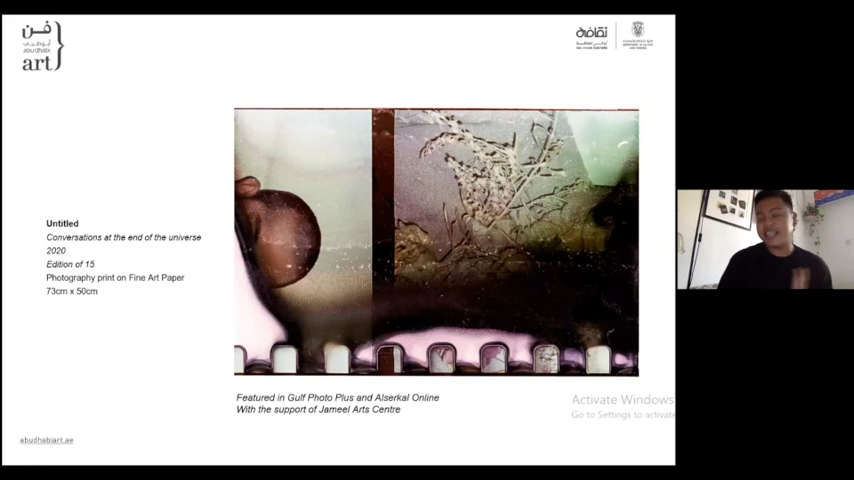 فن
أبوظبي
abu dhabi
art
ثقافة
Untitled
Conversations at the end of the universe
2020
Edition of 15
Photography print on Fine Art Paper
73cm x 50cm
Featured in Gulf Photo Plus and Alserkal Online
With the support of Jameel Arts Centre
Activate Windows
Go to Settings to activate
abudhabiart.ae